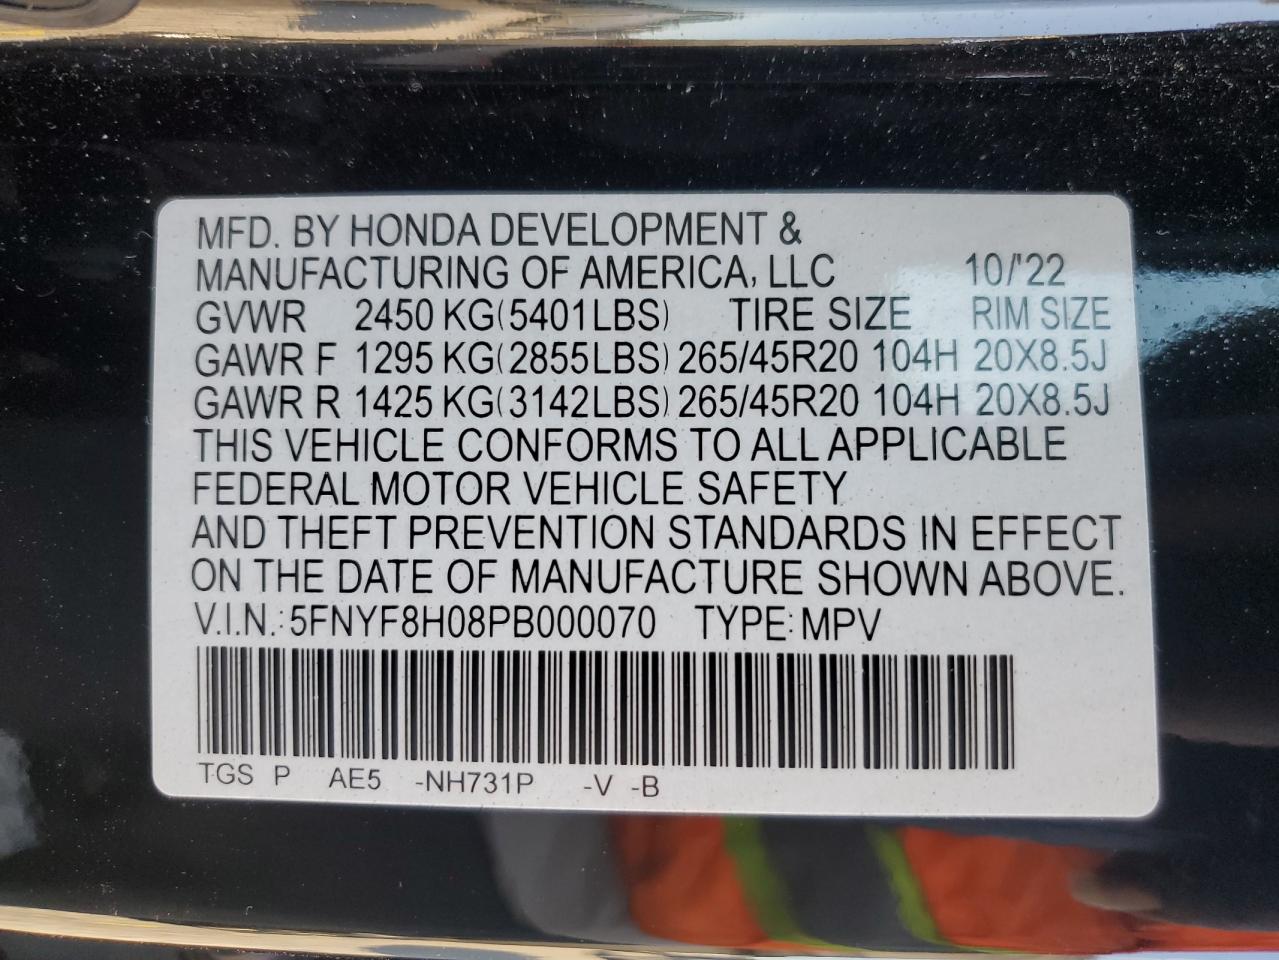 MFD. BY HONDA DEVELOPMENT &
MANUFACTURING OF AMERICA, LLC 10/'22
GVWR 2450 KG(5401LBS) TIRE SIZE RIM SIZE
GAWR F 1295 KG(2855LBS) 265/45R20 104H 20X8.5J
GAWR R 1425 KG(3142LBS) 265/45R20 104H 20X8.5J
THIS VEHICLE CONFORMS TO ALL APPLICABLE
FEDERAL MOTOR VEHICLE SAFETY
AND THEFT PREVENTION STANDARDS IN EFFECT
ON THE DATE OF MANUFACTURE SHOWN ABOVE.
V.I.N.:5FNYF8H08PB000070 TYPE:MPV
TGS P AE5 -NH731P -V -B